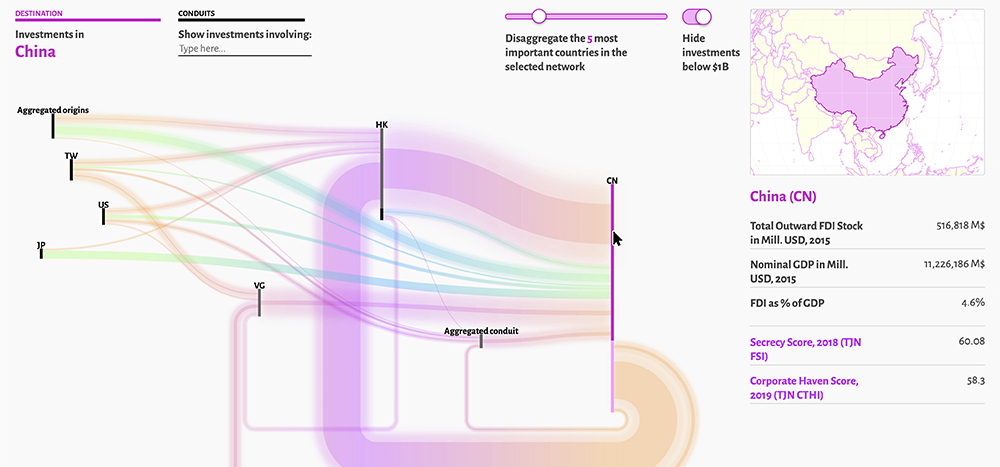 DESTINATION
Investments in
China
CONDUITS
Show investments involving:
Type here...
Disaggregate the 5 most
important countries in the
selected network
Hide
investments
below $1B
Aggregated origins
TW
US
JP
VG
HK
Aggregated conduit
CN
China (CN)
Total Outward FDI Stock
in Mill. USD, 2015
516,818 M$
Nominal GDP in Mill.
USD, 2015
11,226,186 M$
FDI as % of GDP
4.6%
Secrecy Score, 2018 (TJN
FSI)
60.08
Corporate Haven Score,
2019 (TJN CTHI)
58.3